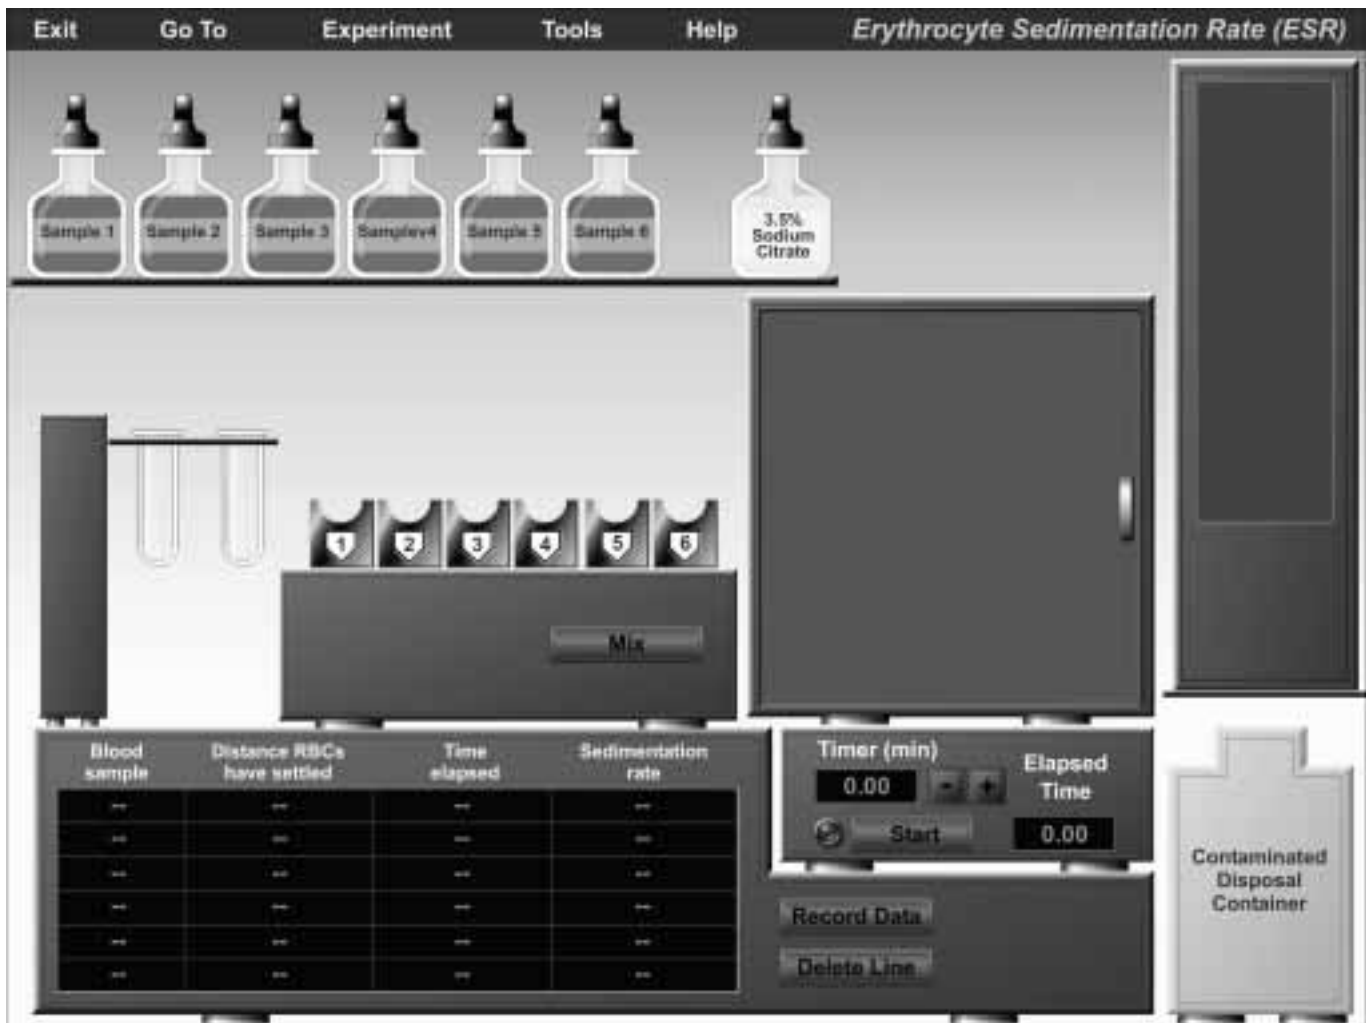 Exit Go To Experiment Tools Help Erythrocyte Sedimentation Rate (ESR)
Sample 1
Sample 2
Sample 3
Samplev4
Sample 5
Sample 6
3.5%
Sodium
Citrate
1 2 3 4 5 6
Mix
Blood
sample
Distance RBCs
have settled
Time
elapsed
Sedimentation
rate
-- -- -- --
-- -- -- --
-- -- -- --
-- -- -- --
-- -- -- --
-- -- -- --
Timer (min)
0.00 - +
Start
Elapsed
Time
0.00
Record Data
Delete Line
Contaminated
Disposal
Container